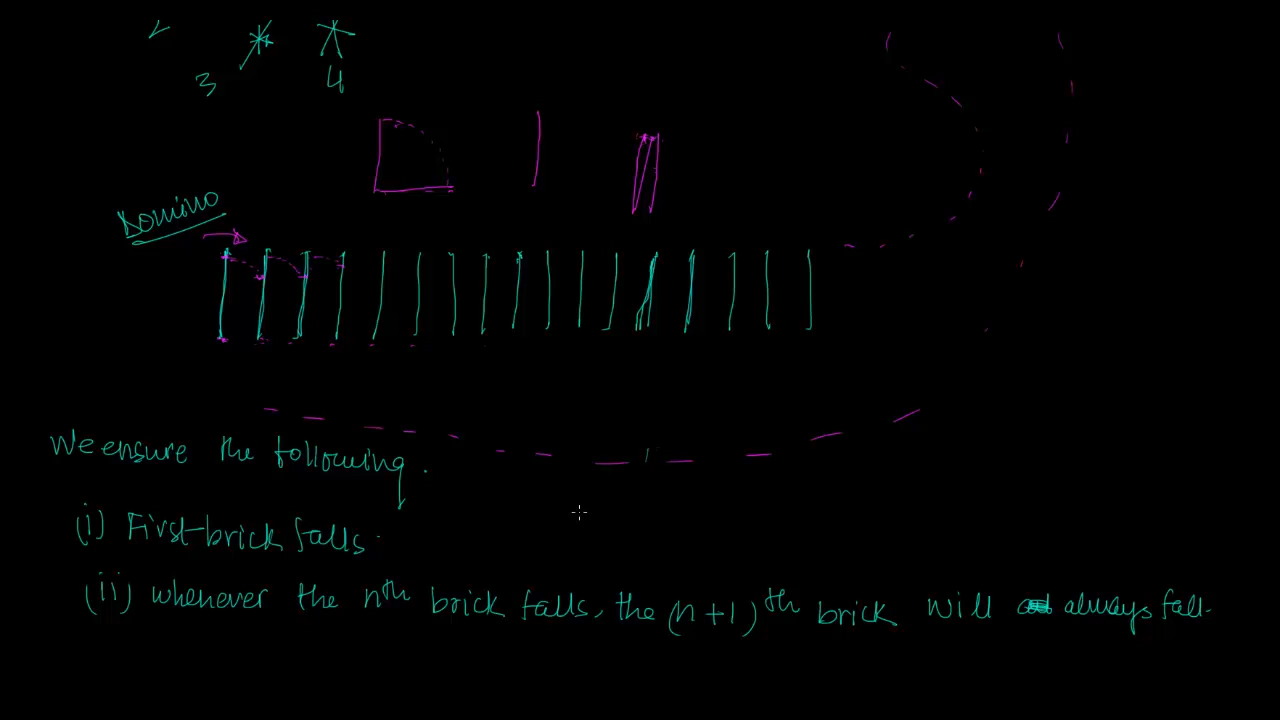 3 4
Domino
We ensure the following.
(i) First brick falls.
(ii) whenever the nth brick falls, the (n+1)th brick will always fall.